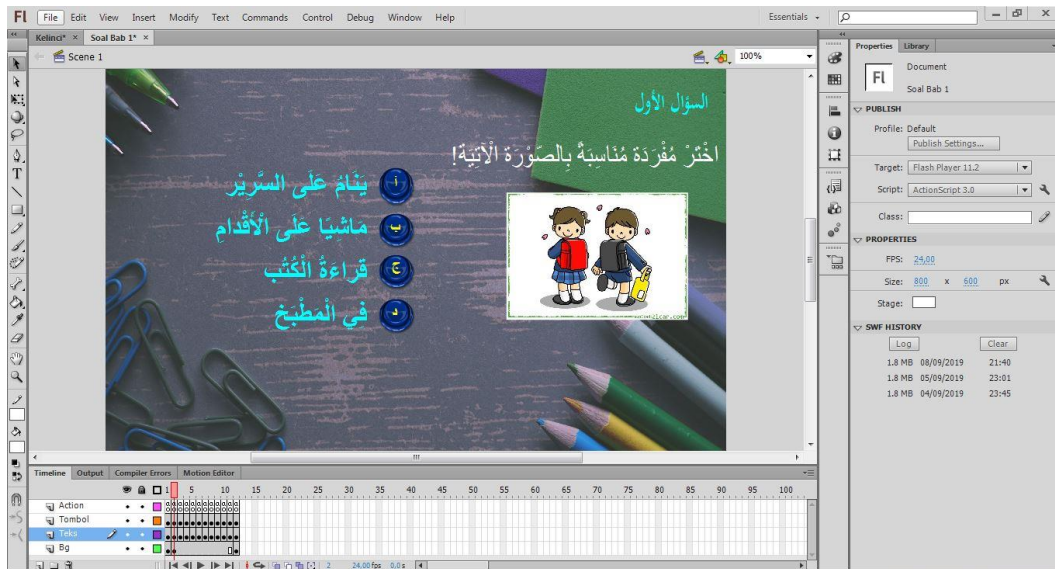 Fl File Edit View Insert Modify Text Commands Control Debug Window Help Essentials
Kelinci* × Soal Bab 1* ×
Scene 1 100%
السؤال الأول
اخْتَرْ مُفْرَدَة مُنَاسِبَةٌ بِالصّوْرَة الْآتِيَة!
أ يَنَامُ عَلَى السَّرِيْر
ب مَاشِيَا عَلَى الْأَقْدامِ
ج قِراءَةُ الْكُتُب
د في الْمَطْبَخ
Properties Library
Fl Document
Soal Bab 1
PUBLISH
Profile: Default
Publish Settings...
Target: Flash Player 11.2
Script: ActionScript 3.0
Class:
PROPERTIES
FPS: 24,00
Size: 800 x 600 px
Stage:
SWF HISTORY
Log Clear
1.8 MB 08/09/2019 21:40
1.8 MB 05/09/2019 23:01
1.8 MB 04/09/2019 23:45
Timeline Output Compiler Errors Motion Editor
1 5 10 15 20 25 30 35 40 45 50 55 60 65 70 75 80 85 90 95 100
Action
Tombol
Teks
Bg
2 24,00 fps 0,0 s